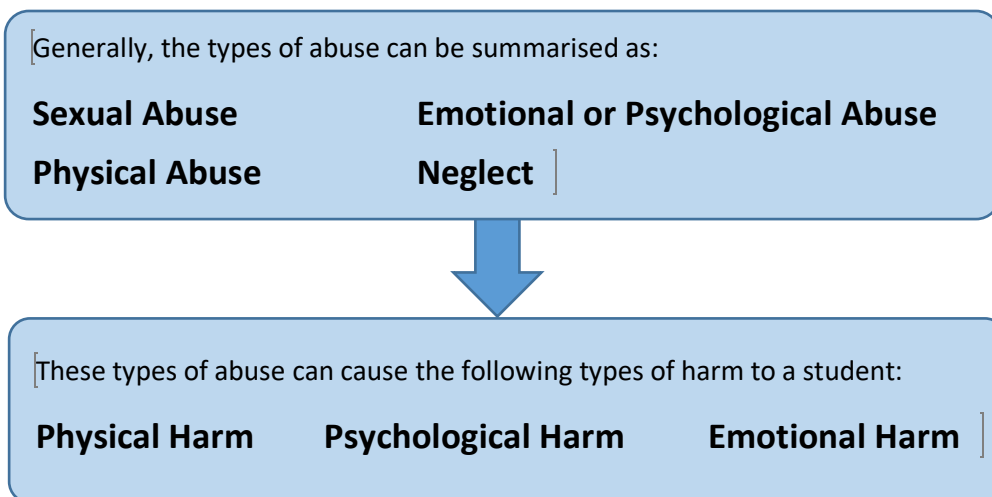 Generally, the types of abuse can be summarised as:
Sexual Abuse Emotional or Psychological Abuse
Physical Abuse Neglect
These types of abuse can cause the following types of harm to a student:
Physical Harm Psychological Harm Emotional Harm